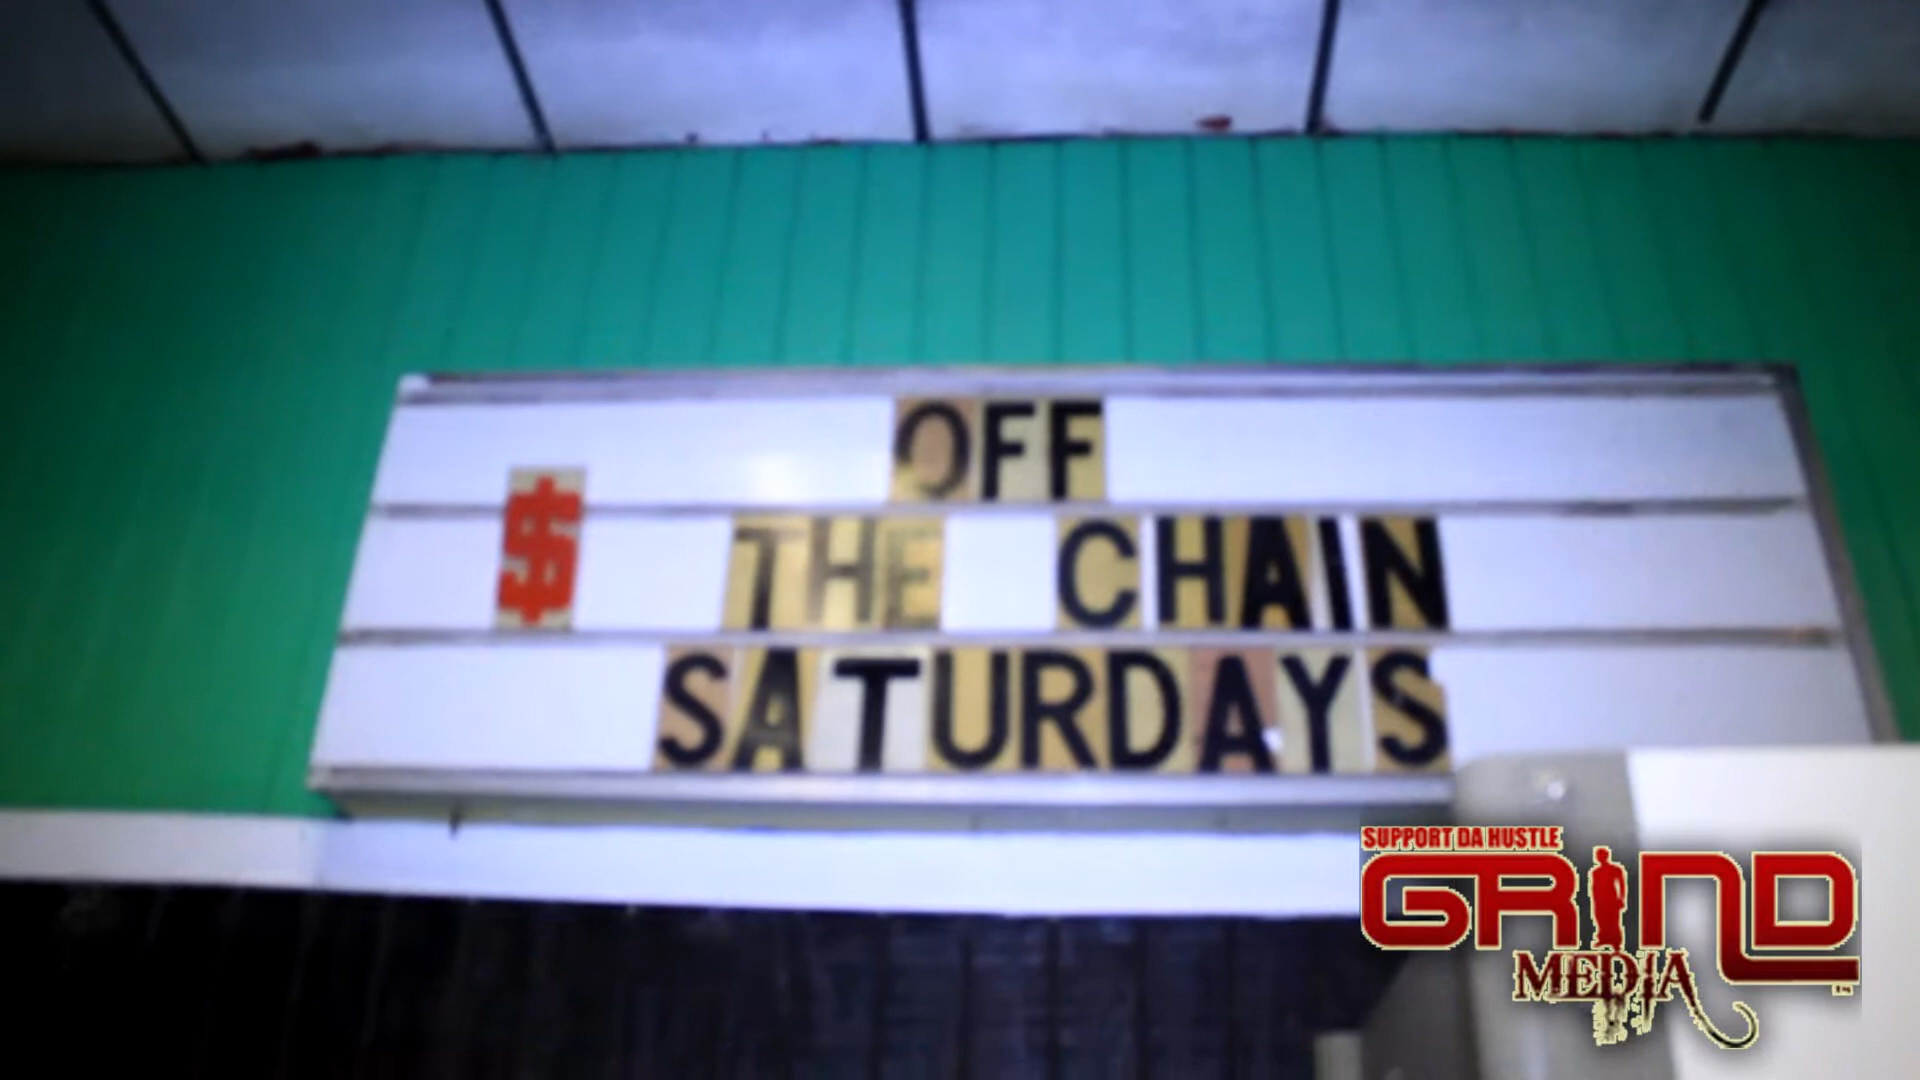 OFF
$ THE CHAIN
SATURDAYS
SUPPORT DA HUSTLE
GRIND
MEDIA